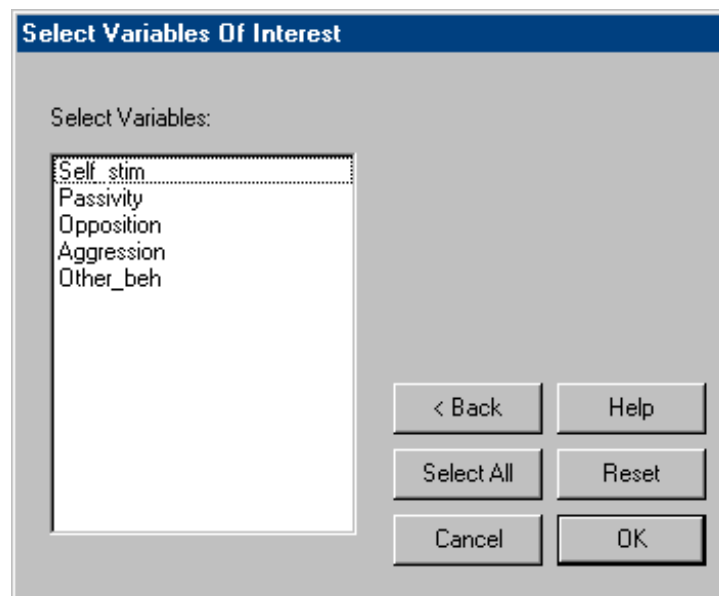 Select Variables Of Interest
Select Variables:
Self_stim
Passivity
Opposition
Aggression
Other_beh
< Back
Help
Select All
Reset
Cancel
OK